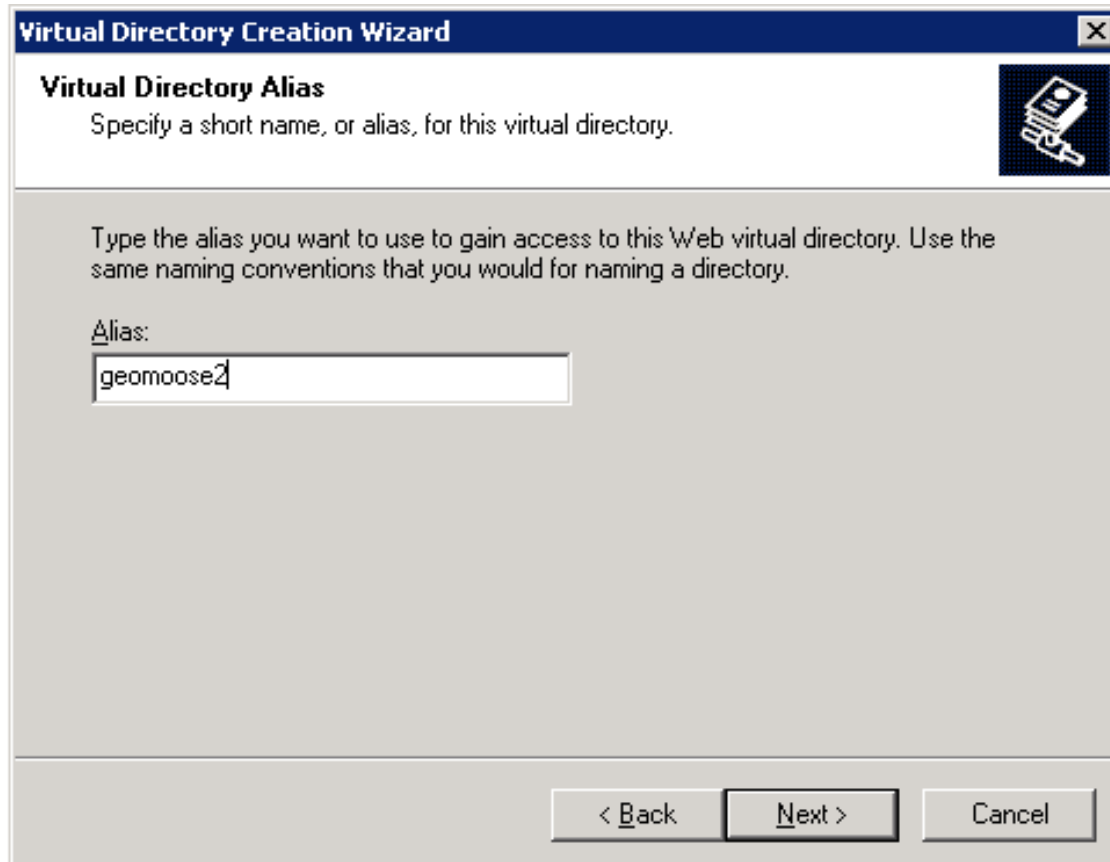 Virtual Directory Creation Wizard
Virtual Directory Alias
Specify a short name, or alias, for this virtual directory.
Type the alias you want to use to gain access to this Web virtual directory. Use the
same naming conventions that you would for naming a directory.
Alias:
geomoose2
< Back Next > Cancel